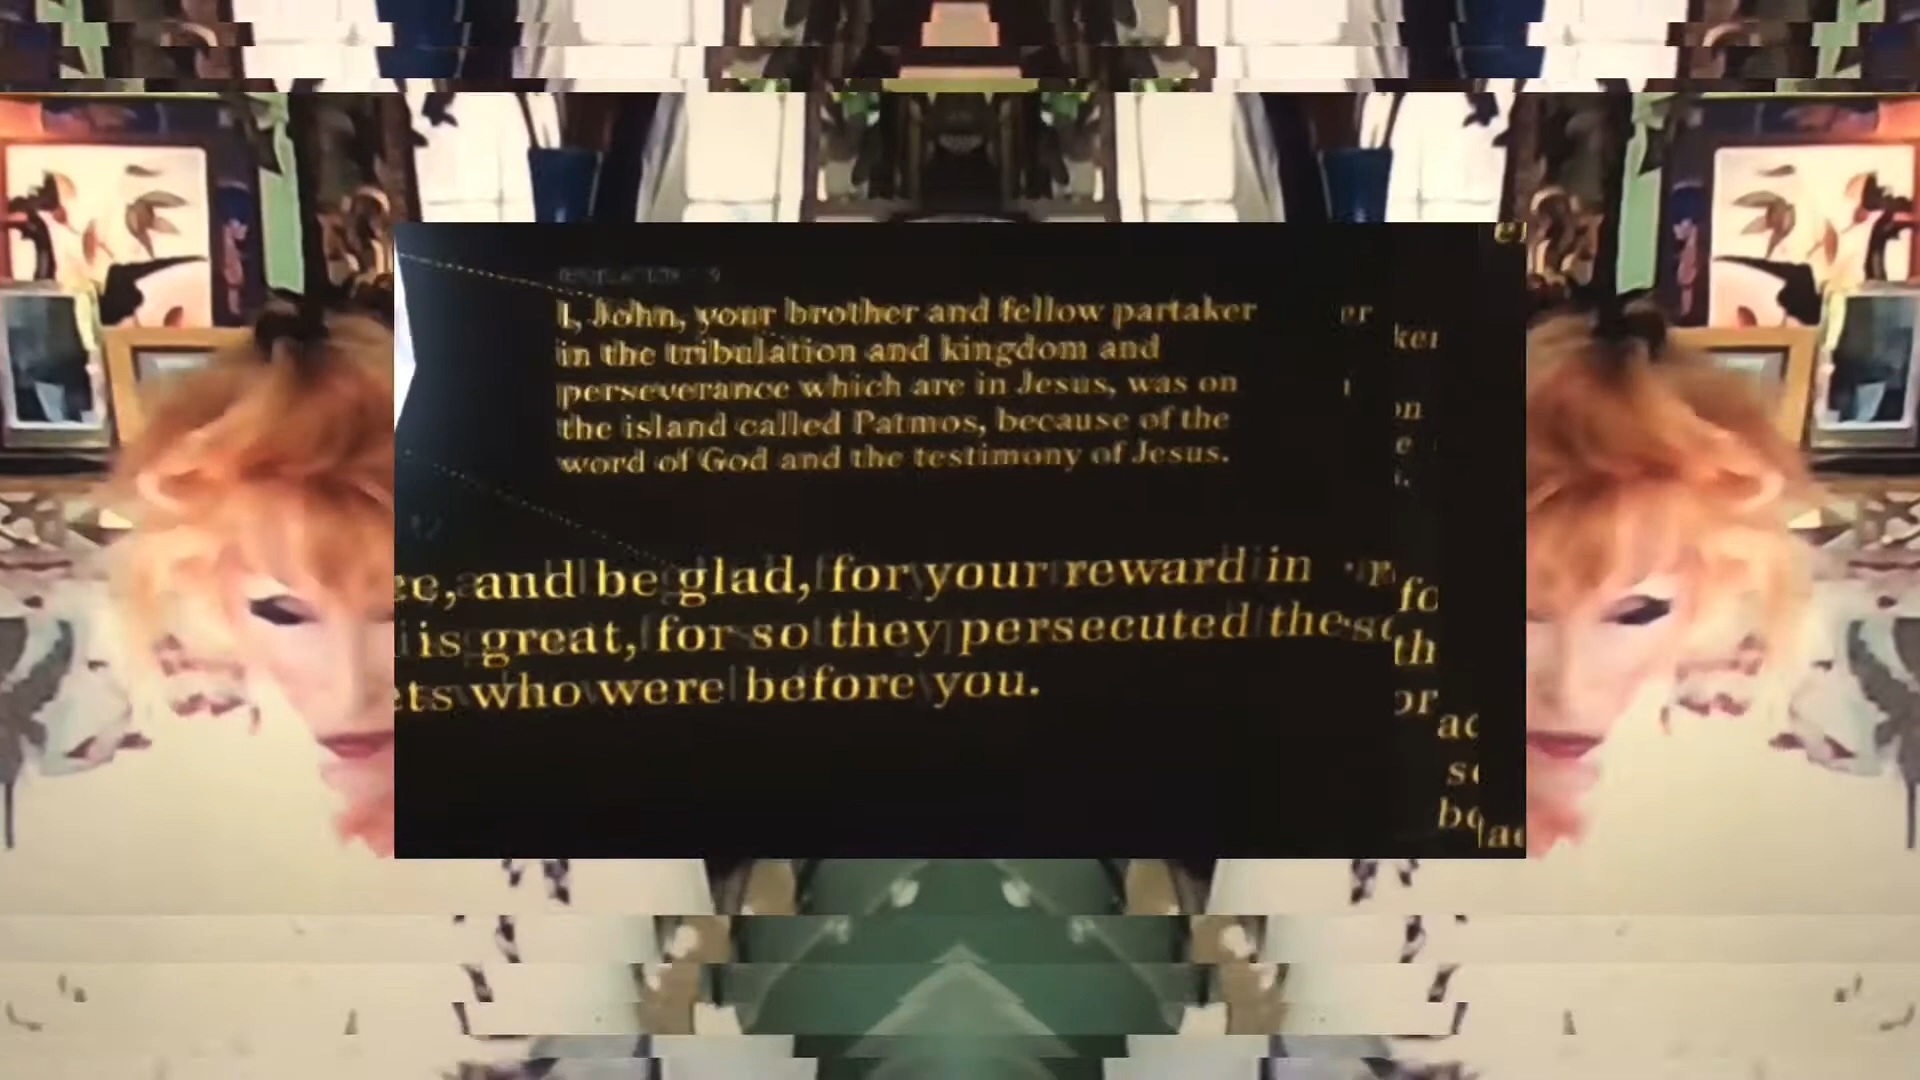 I, John, your brother and fellow partaker
in the tribulation and kingdom and
perseverance which are in Jesus, was on
the island called Patmos, because of the
word of God and the testimony of Jesus.
and be glad, for your reward in
is great, for so they persecuted the
who were before you.